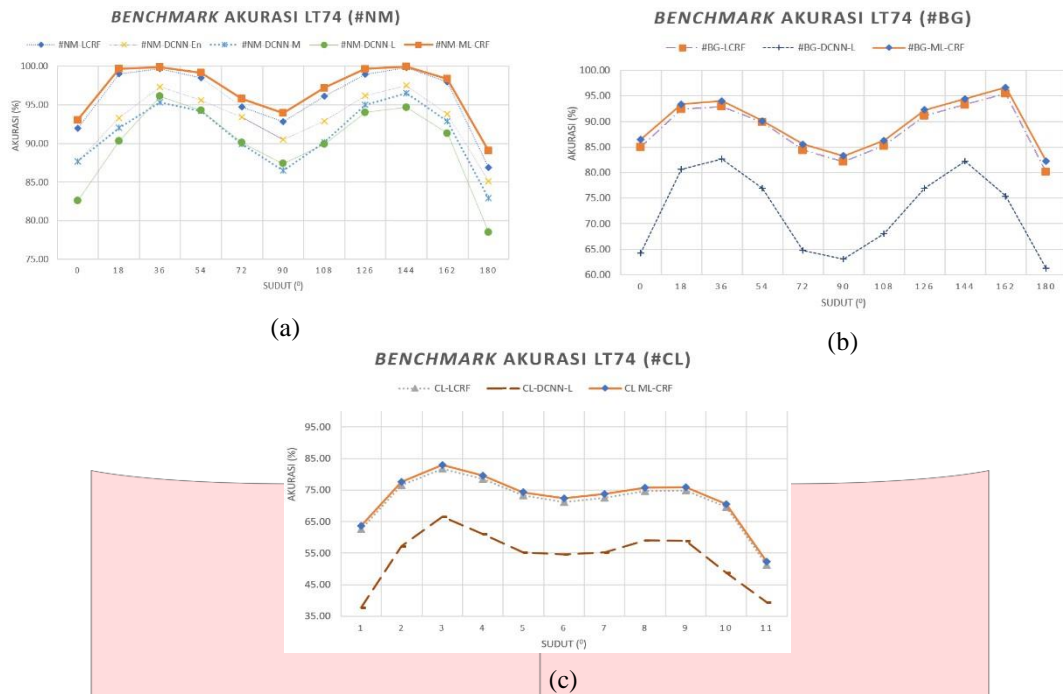 BENCHMARK AKURASI LT74 (#NM)
#NM-LCRF #NM-DCNN-En #NM-DCNN-M #NM-DCNN-L #NM-ML-CRF
AKURASI (%)
100.00
95.00
90.00
85.00
80.00
75.00
0 18 36 54 72 90 108 126 144 162 180
SUDUT (⁰)
(a)
BENCHMARK AKURASI LT74 (#BG)
#BG-LCRF #BG-DCNN-L #BG-ML-CRF
AKURASI (%)
100.00
95.00
90.00
85.00
80.00
75.00
70.00
65.00
60.00
0 18 36 54 72 90 108 126 144 162 180
SUDUT (⁰)
(b)
BENCHMARK AKURASI LT74 (#CL)
CL-LCRF CL-DCNN-L CL ML-CRF
AKURASI (%)
95.00
85.00
75.00
65.00
55.00
45.00
35.00
1 2 3 4 5 6 7 8 9 10 11
SUDUT (⁰)
(c)